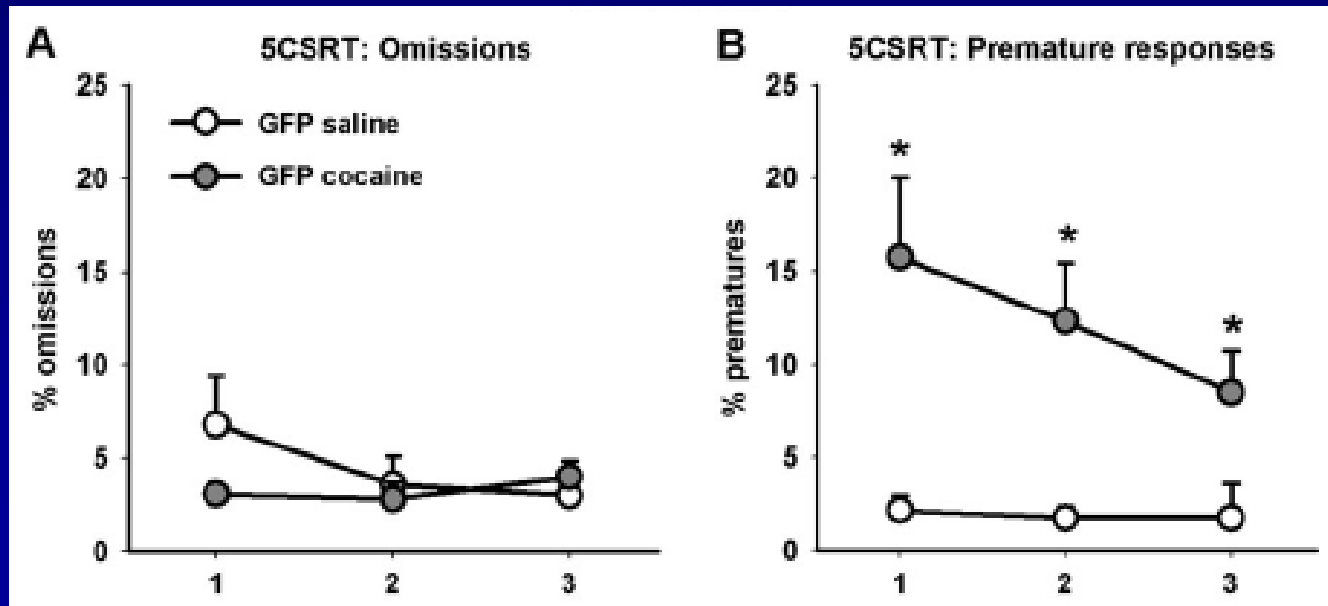 A
5CSRT: Omissions
25
20
15
10
5
0
% omissions
GFP saline
GFP cocaine
1 2 3
B
5CSRT: Premature responses
25
20
15
10
5
0
% prematures
*
*
*
1 2 3